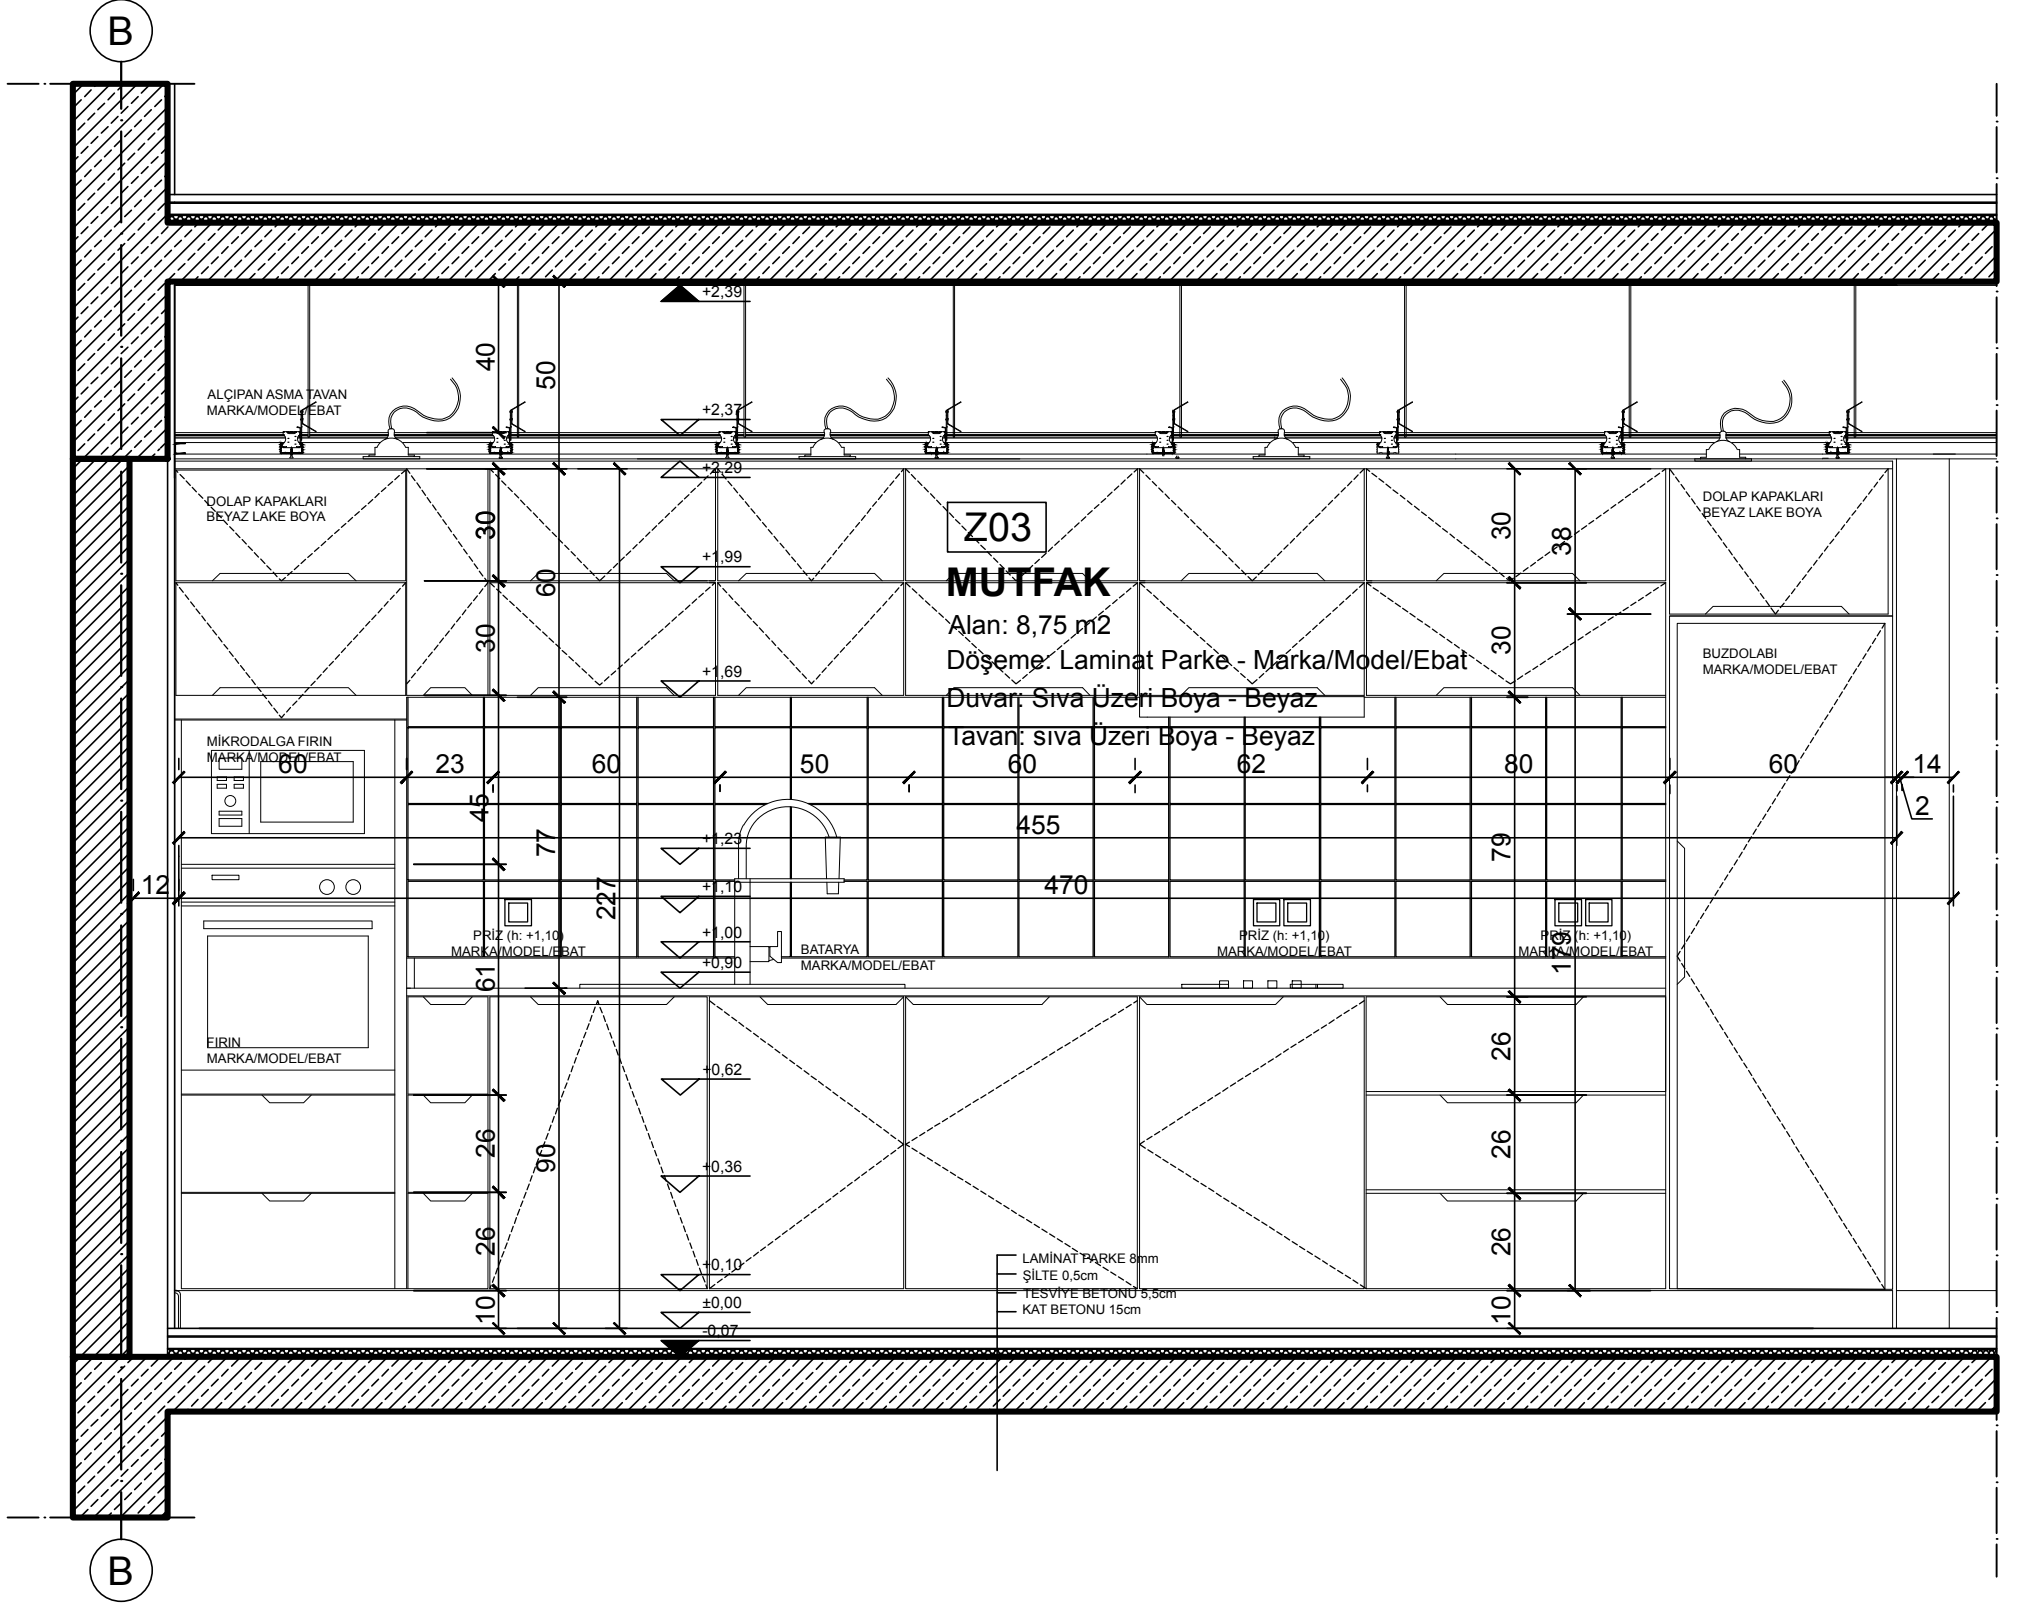 B
+2,39
40
50
ALÇIPAN ASMA TAVAN
MARKA/MODEL/EBAT
+2,37
+2,29
DOLAP KAPAKLARI
BEYAZ LAKE BOYA
DOLAP KAPAKLARI
BEYAZ LAKE BOYA
30
Z03
30
38
+1,99
60
MUTFAK
Alan: 8,75 m2
30
30
Döşeme: Laminat Parke - Marka/Model/Ebat
BUZDOLABI
MARKA/MODEL/EBAT
+1,69
Duvar: Sıva Üzeri Boya - Beyaz
Tavan: sıva Üzeri Boya - Beyaz
MİKRODALGA FIRIN
MARKA/MODEL/EBAT
60 23 60 50 60 62 80 60 14
2
45
455
+1,23
77
79
12
470
+1,10
227
PRİZ (h: +1,10)
MARKA/MODEL/EBAT
+1,00
PRİZ (h: +1,10)
MARKA/MODEL/EBAT
PRİZ (h: +1,10)
MARKA/MODEL/EBAT
BATARYA
MARKA/MODEL/EBAT
179
+0,90
61
FIRIN
MARKA/MODEL/EBAT
26
+0,62
26
90
26
+0,36
26
26
LAMİNAT PARKE 8mm
ŞİLTE 0,5cm
TESVİYE BETONU 5,5cm
KAT BETONU 15cm
+0,10
10
±0,00
10
-0,07
B